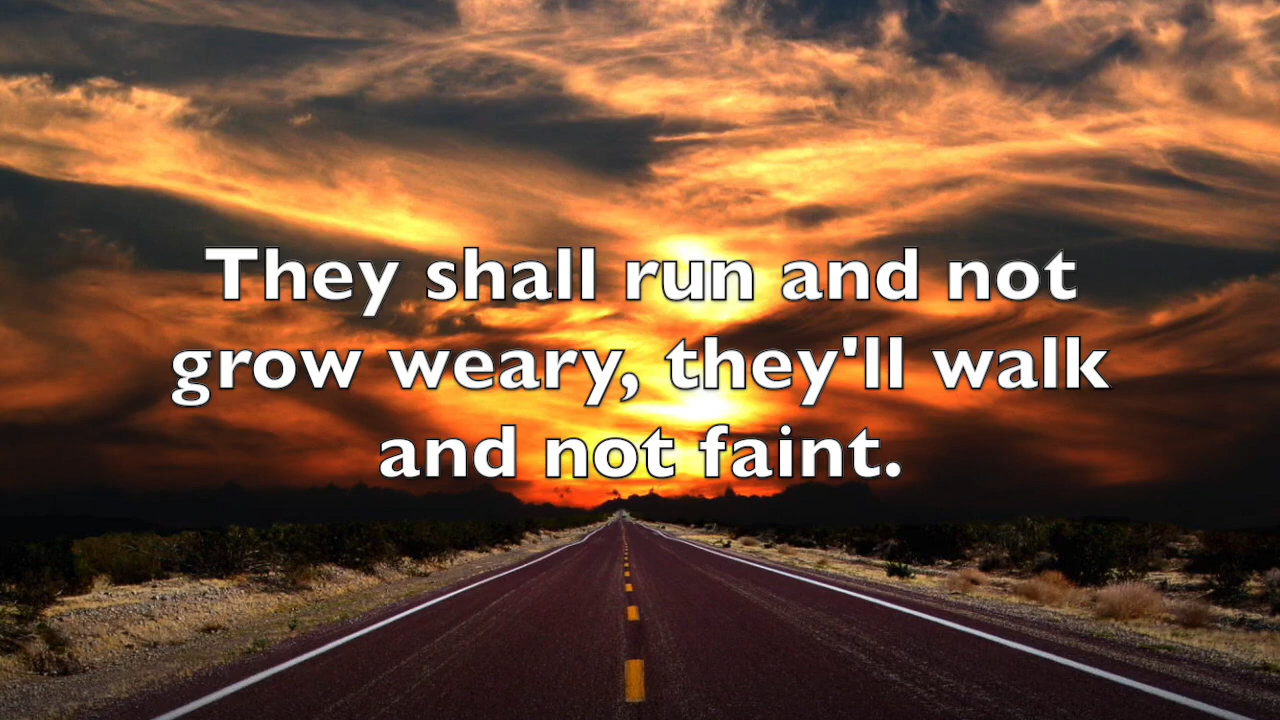 They shall run and not
grow weary, they'll walk
and not faint.